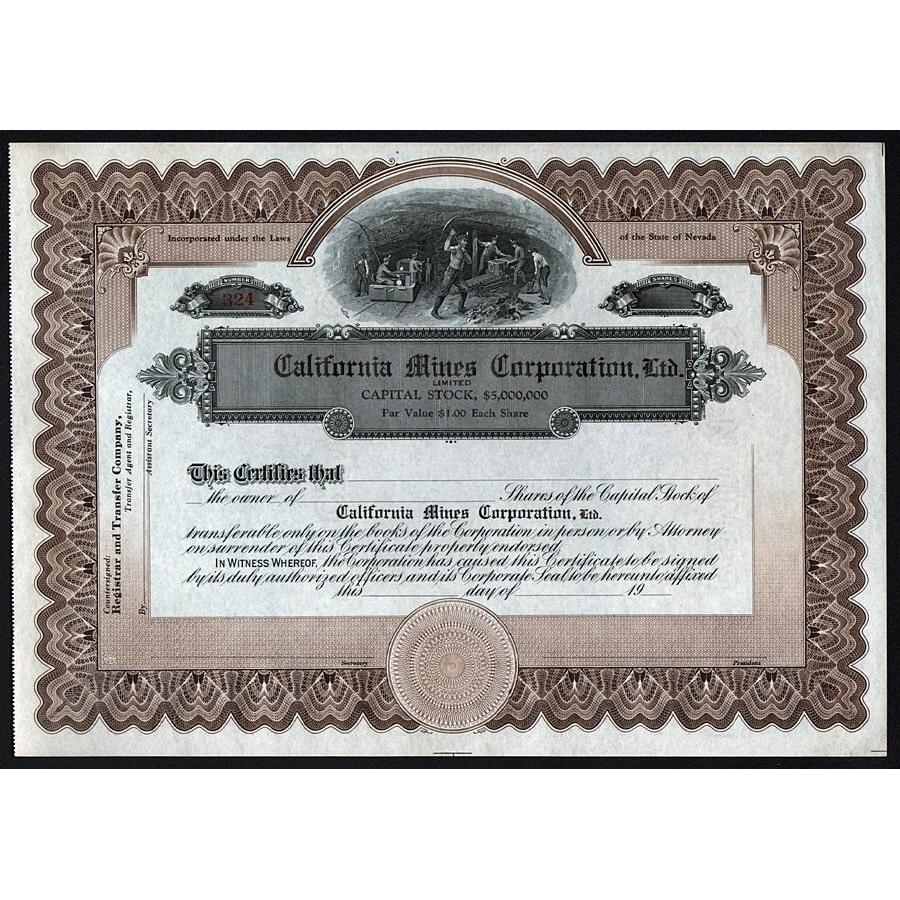 Incorporated under the Laws of the State of Nevada
NUMBER
324
SHARES
California Mines Corporation, Ltd.
LIMITED
CAPITAL STOCK, $5,000,000
Par Value $1.00 Each Share
This Certifies that
the owner of Shares of the Capital Stock of
California Mines Corporation, Ltd.
transferable only on the books of the Corporation in person or by Attorney
on surrender of this Certificate properly endorsed.
IN WITNESS WHEREOF, the Corporation has caused this Certificate to be signed
by its duly authorized officers, and its Corporate Seal to be hereunto affixed
this day of 19
Secretary
President
Countersigned:
Registrar and Transfer Company,
Transfer Agent and Registrar,
By Assistant Secretary